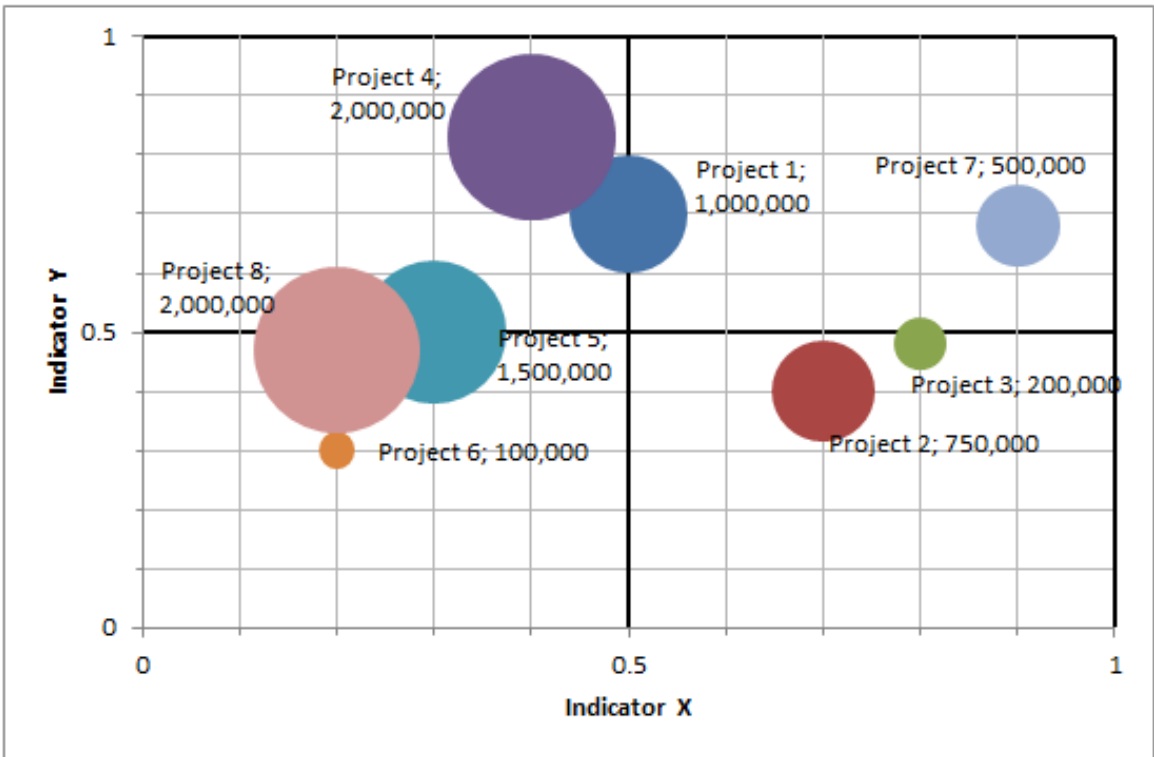 1
Project 4;
2,000,000
Project 1;
1,000,000
Project 7; 500,000
Project 8;
2,000,000
Indicator Y
0.5
Project 5;
1,500,000
Project 3; 200,000
Project 2; 750,000
Project 6; 100,000
0
0
0.5
1
Indicator X